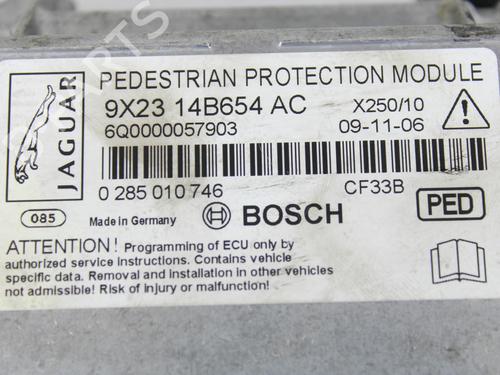 PEDESTRIAN PROTECTION MODULE
9X23 14B654 AC
X250/10
6Q0000057903
09-11-06
JAGUAR
0 285 010 746
CF33B
085
Made in Germany
BOSCH
PED
ATTENTION! Programming of ECU only by
authorized service instructions. Contains vehicle
specific data. Removal and installation in other vehicles
not admissible! Risk of injury or malfunction!